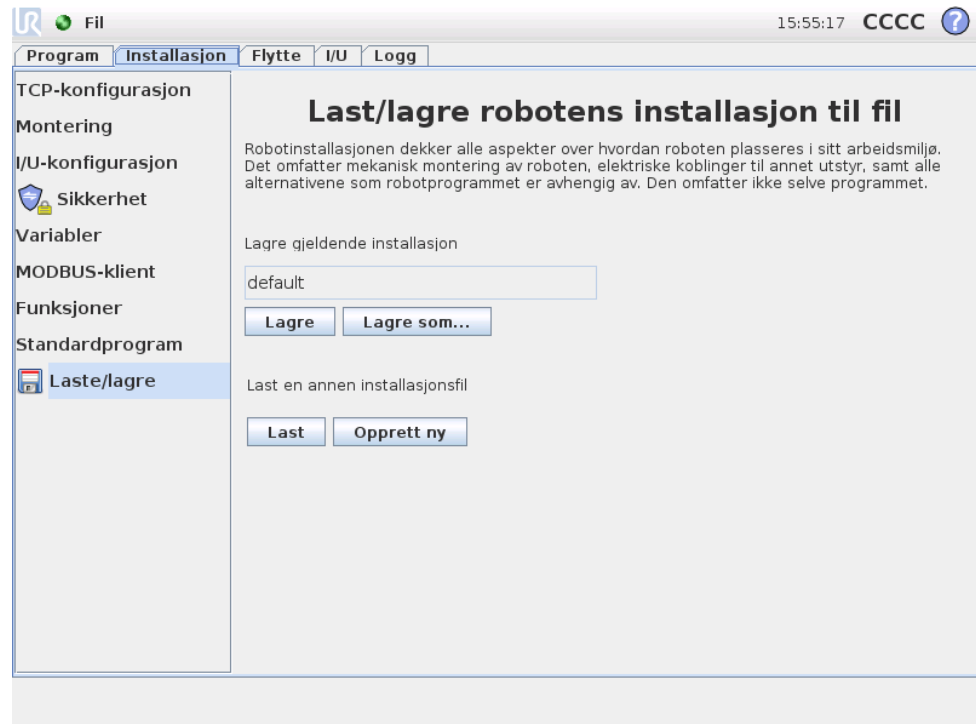 UR Fil 15:55:17 CCCC ?
Program Installasjon Flytte I/U Logg
TCP-konfigurasjon
Montering
I/U-konfigurasjon
Sikkerhet
Variabler
MODBUS-klient
Funksjoner
Standardprogram
Laste/lagre
Last/lagre robotens installasjon til fil
Robotinstallasjonen dekker alle aspekter over hvordan roboten plasseres i sitt arbeidsmiljø.
Det omfatter mekanisk montering av roboten, elektriske koblinger til annet utstyr, samt alle
alternativene som robotprogrammet er avhengig av. Den omfatter ikke selve programmet.
Lagre gjeldende installasjon
default
Lagre Lagre som...
Last en annen installasjonsfil
Last Opprett ny